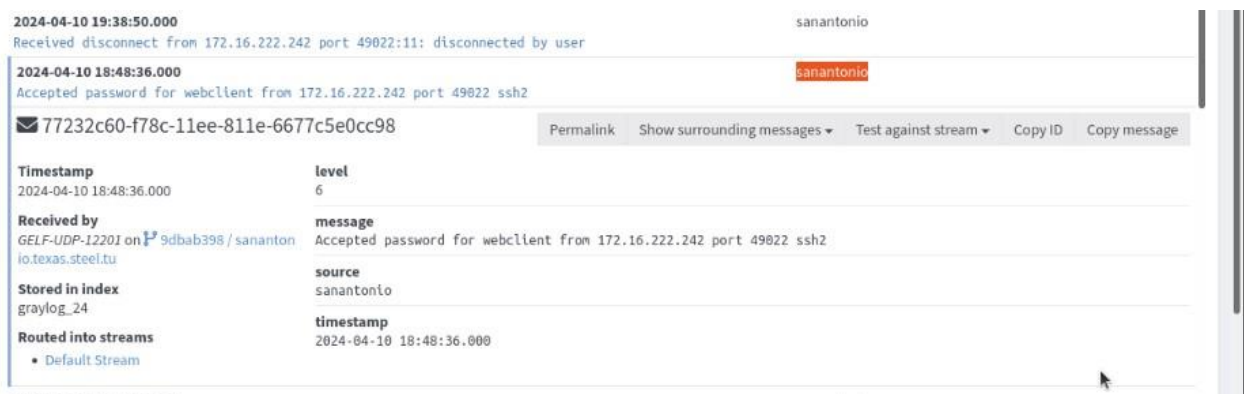 2024-04-10 19:38:50.000 sanantonio
Received disconnect from 172.16.222.242 port 49022:11: disconnected by user
2024-04-10 18:48:36.000 sanantonio
Accepted password for webclient from 172.16.222.242 port 49022 ssh2
77232c60-f78c-11ee-811e-6677c5e0cc98 Permalink Show surrounding messages Test against stream Copy ID Copy message
Timestamp
2024-04-10 18:48:36.000
Received by
GELF-UDP-12201 on 9dbab398 / sananton
io.texas.steel.tu
Stored in index
graylog_24
Routed into streams
• Default Stream
level
6
message
Accepted password for webclient from 172.16.222.242 port 49022 ssh2
source
sanantonio
timestamp
2024-04-10 18:48:36.000